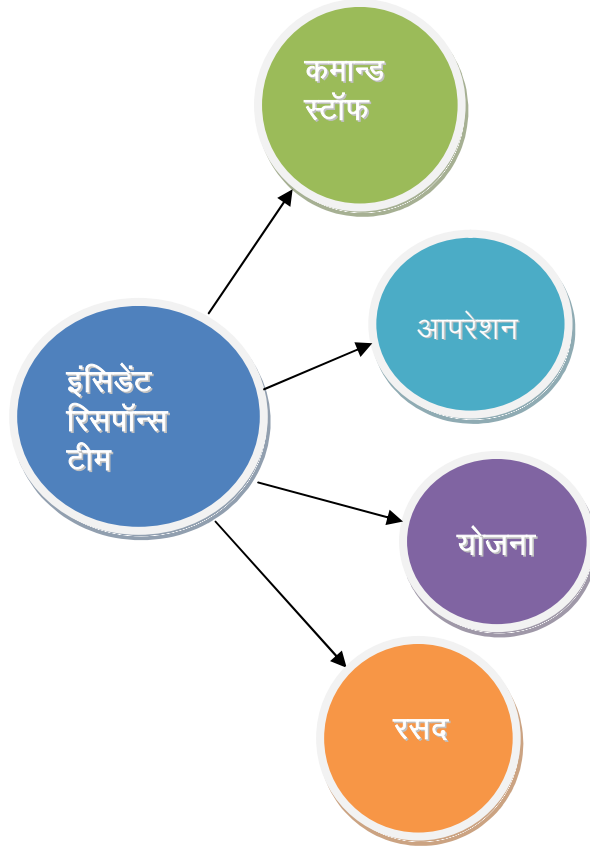 कमान्ड
स्टॉफ
आपरेशन
इंसिडेंट
रिसपॉन्स
टीम
योजना
रसद